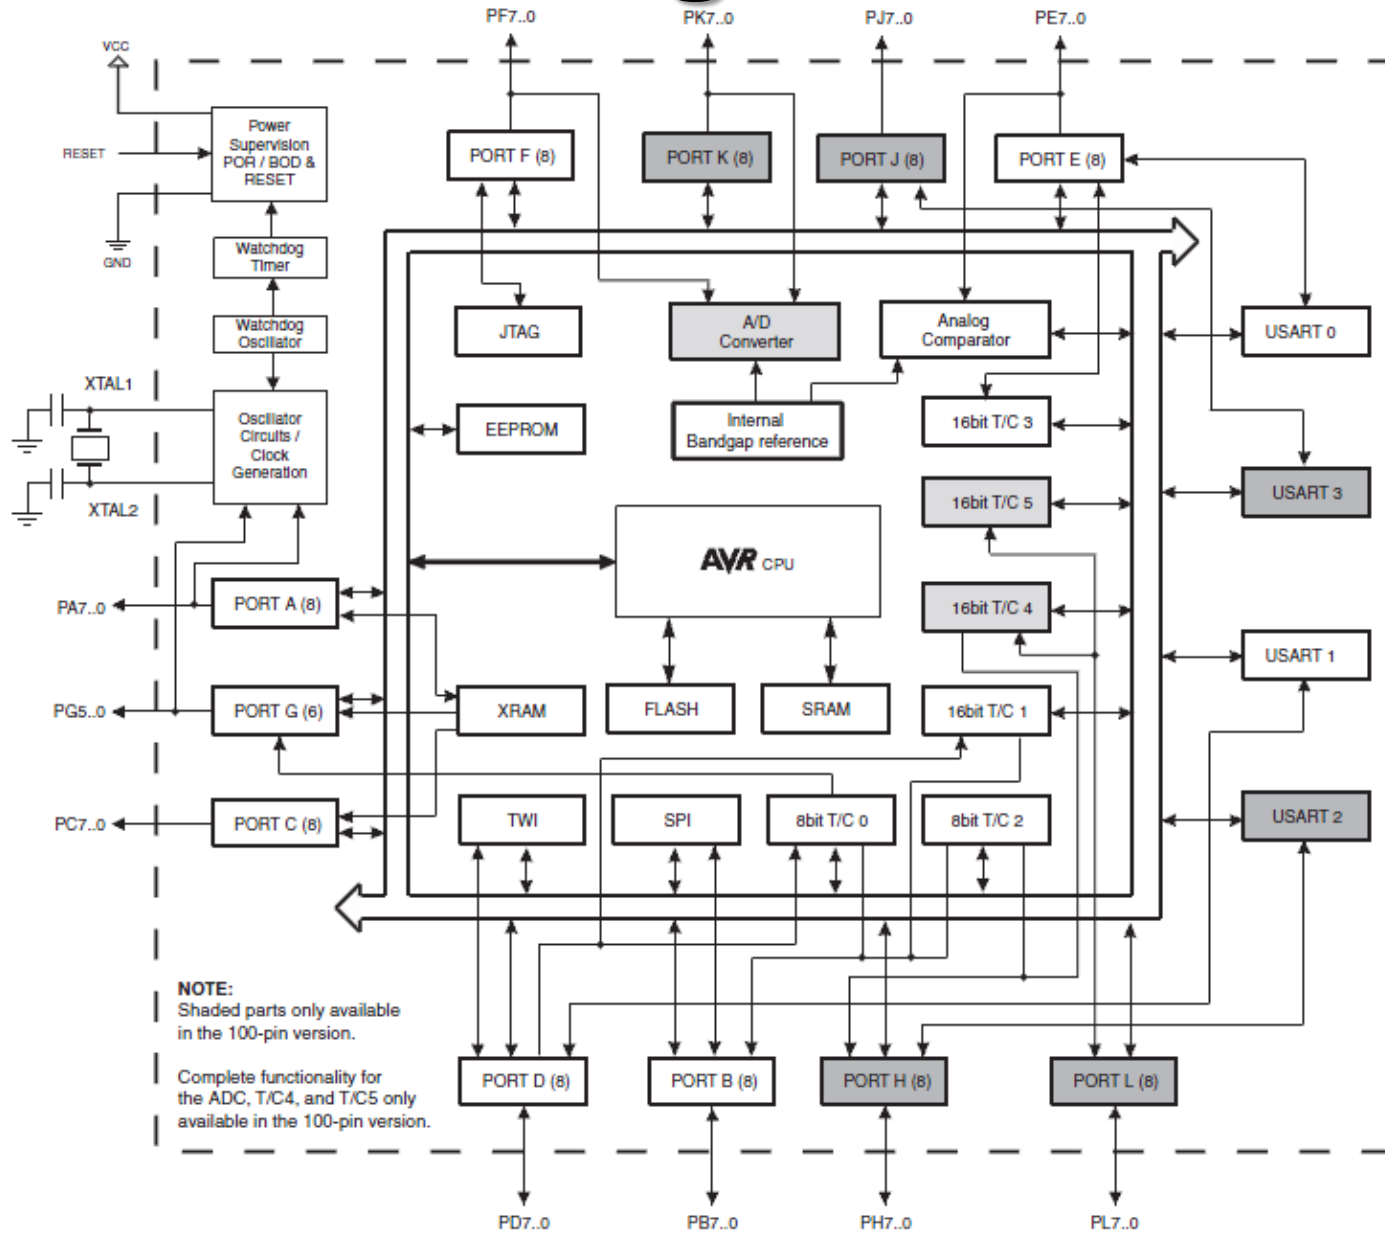 PF7..0
PK7..0
PJ7..0
PE7..0
VCC
Power
Supervision
POR / BOD &
RESET
RESET
PORT F (8)
PORT K (8)
PORT J (8)
PORT E (8)
GND
Watchdog
Timer
Watchdog
Oscillator
JTAG
A/D
Converter
Analog
Comparator
USART 0
XTAL1
Oscillator
Circuits /
Clock
Generation
XTAL2
EEPROM
Internal
Bandgap reference
16bit T/C 3
16bit T/C 5
USART 3
AVR CPU
PA7..0
PORT A (8)
16bit T/C 4
USART 1
PG5..0
PORT G (6)
XRAM
FLASH
SRAM
16bit T/C 1
PC7..0
PORT C (8)
TWI
SPI
8bit T/C 0
8bit T/C 2
USART 2
NOTE:
Shaded parts only available
in the 100-pin version.
Complete functionality for
the ADC, T/C4, and T/C5 only
available in the 100-pin version.
PORT D (8)
PORT B (8)
PORT H (8)
PORT L (8)
PD7..0
PB7..0
PH7..0
PL7..0